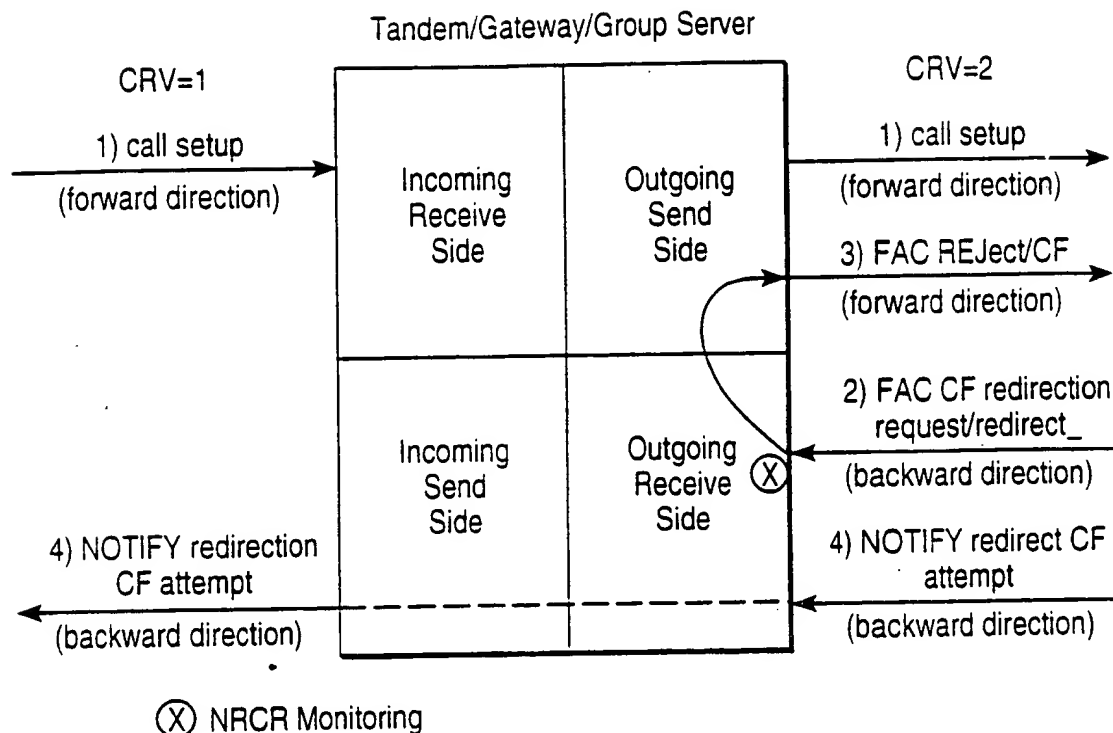 Tandem/Gateway/Group Server
CRV=1
CRV=2
1) call setup
(forward direction)
Incoming
Receive
Side
Outgoing
Send
Side
1) call setup
(forward direction)
3) FAC REJect/CF
(forward direction)
2) FAC CF redirection
request/redirect_
(backward direction)
Incoming
Send
Side
Outgoing
Receive
Side
X
4) NOTIFY redirection
CF attempt
(backward direction)
4) NOTIFY redirect CF
attempt
(backward direction)
X NRCR Monitoring